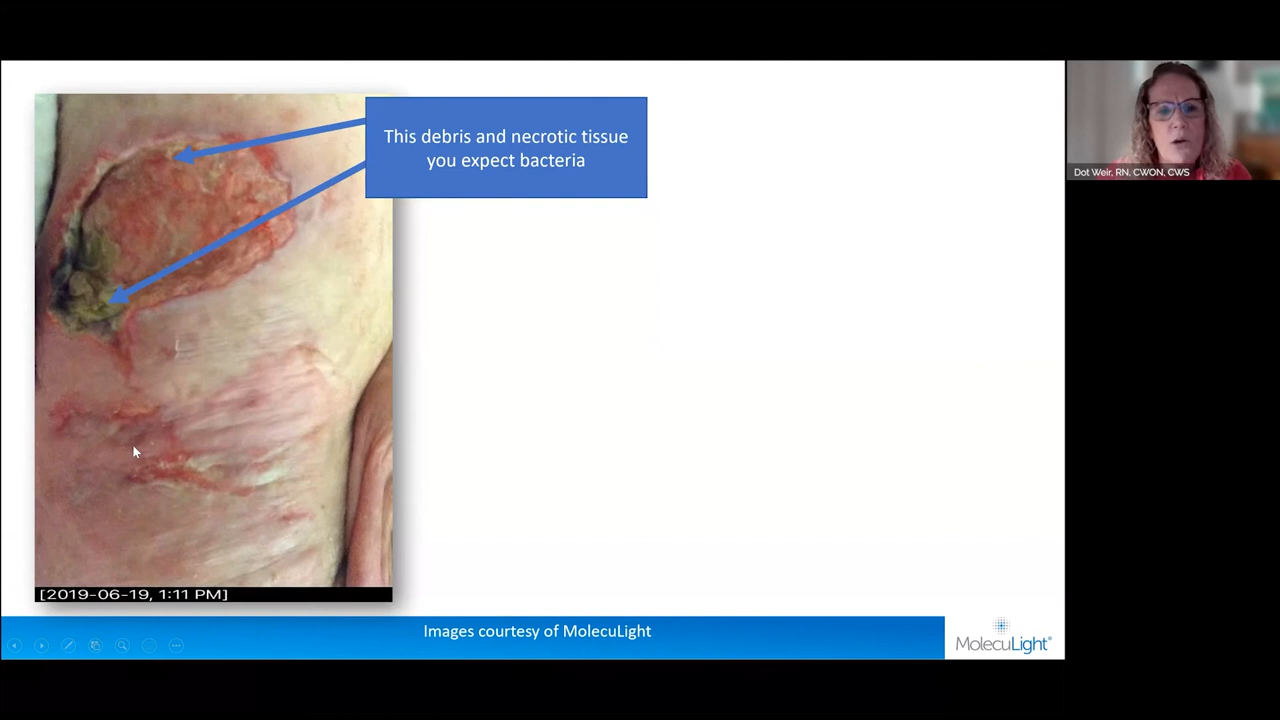 This debris and necrotic tissue
you expect bacteria
Dot Weir, RN, CWON, CWS
[2019-06-19, 1:11 PM]
Images courtesy of MolecuLight
MolecuLight®